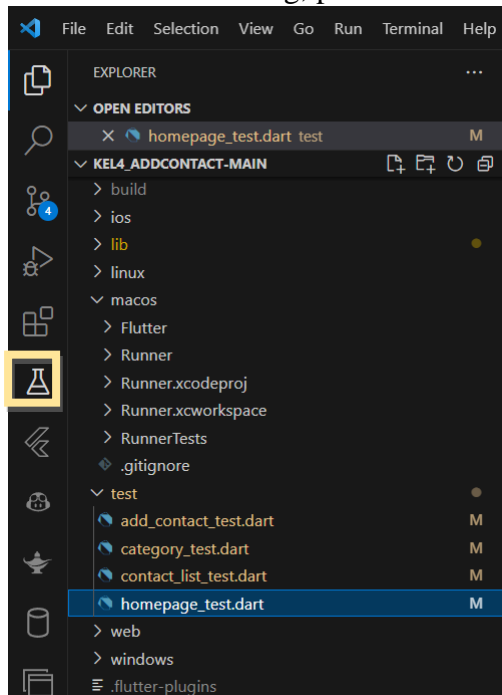 File Edit Selection View Go Run Terminal Help
EXPLORER
OPEN EDITORS
homepage_test.dart test M
KEL4_ADDCONTACT-MAIN
build
ios
4
lib
linux
macos
Flutter
Runner
Runner.xcodeproj
Runner.xcworkspace
RunnerTests
.gitignore
test
add_contact_test.dart M
category_test.dart M
contact_list_test.dart M
homepage_test.dart M
web
windows
.flutter-plugins